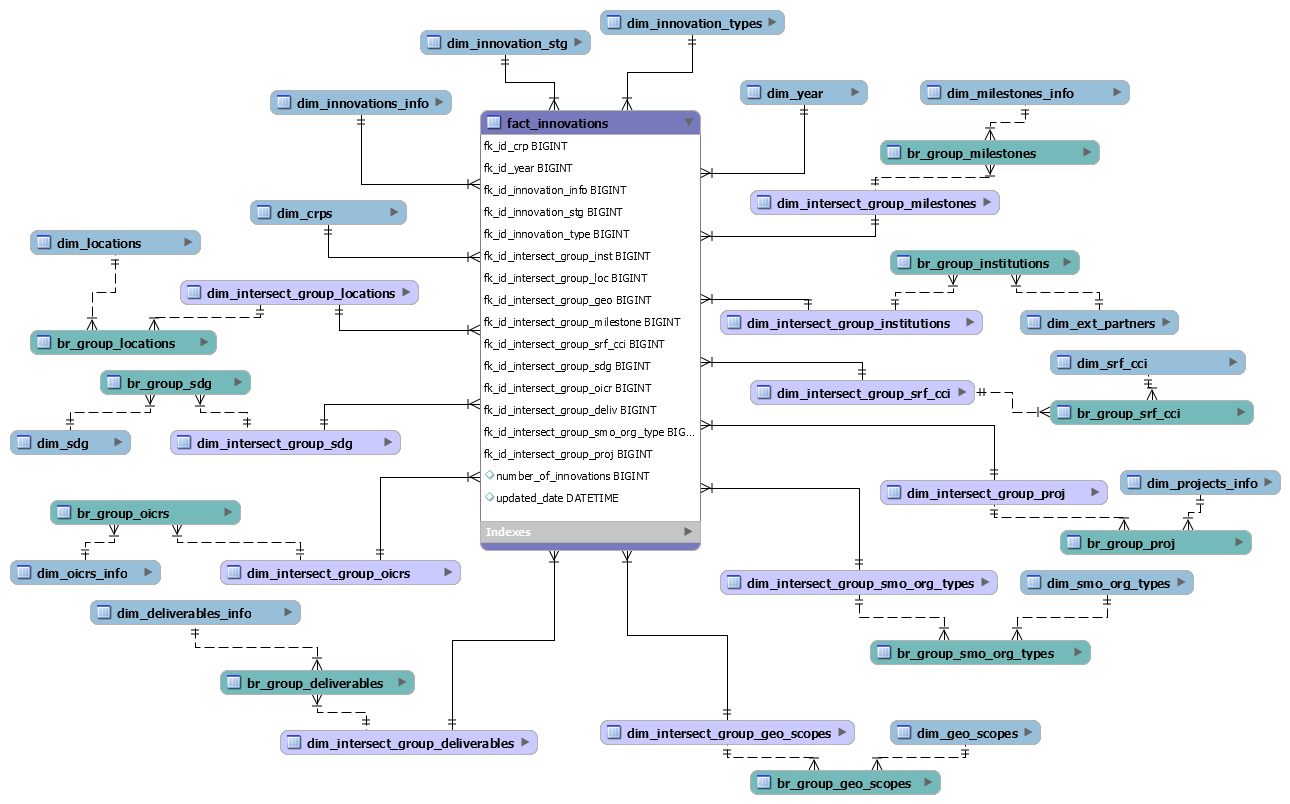 dim_innovation_types
dim_innovation_stg
dim_innovations_info
dim_year
dim_milestones_info
fact_innovations
fk_id_crp BIGINT
fk_id_year BIGINT
fk_id_innovation_info BIGINT
fk_id_innovation_stg BIGINT
fk_id_innovation_type BIGINT
fk_id_intersect_group_inst BIGINT
fk_id_intersect_group_loc BIGINT
fk_id_intersect_group_geo BIGINT
fk_id_intersect_group_milestone BIGINT
fk_id_intersect_group_srf_cci BIGINT
fk_id_intersect_group_sdg BIGINT
fk_id_intersect_group_oicr BIGINT
fk_id_intersect_group_deliv BIGINT
fk_id_intersect_group_smo_org_type BIG...
fk_id_intersect_group_proj BIGINT
number_of_innovations BIGINT
updated_date DATETIME
Indexes
br_group_milestones
dim_intersect_group_milestones
dim_crps
dim_locations
dim_intersect_group_locations
br_group_locations
br_group_institutions
dim_intersect_group_institutions
dim_ext_partners
dim_srf_cci
br_group_sdg
dim_intersect_group_srf_cci
br_group_srf_cci
dim_sdg
dim_intersect_group_sdg
dim_projects_info
dim_intersect_group_proj
br_group_oicrs
br_group_proj
dim_oicrs_info
dim_intersect_group_oicrs
dim_intersect_group_smo_org_types
dim_smo_org_types
dim_deliverables_info
br_group_smo_org_types
br_group_deliverables
dim_intersect_group_geo_scopes
dim_geo_scopes
dim_intersect_group_deliverables
br_group_geo_scopes